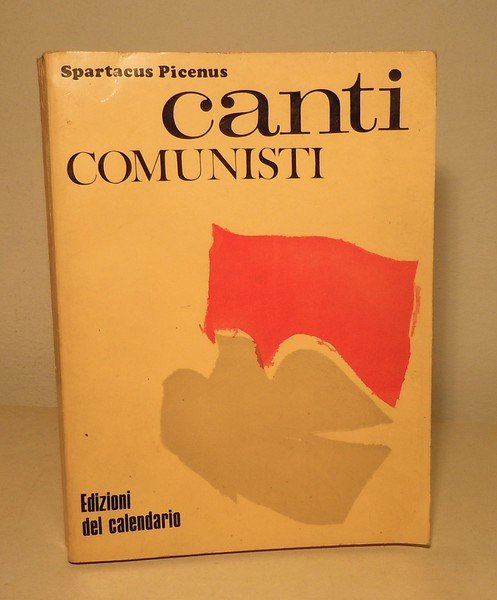 Spartacus Picenus
canti
COMUNISTI
Edizioni
del calendario